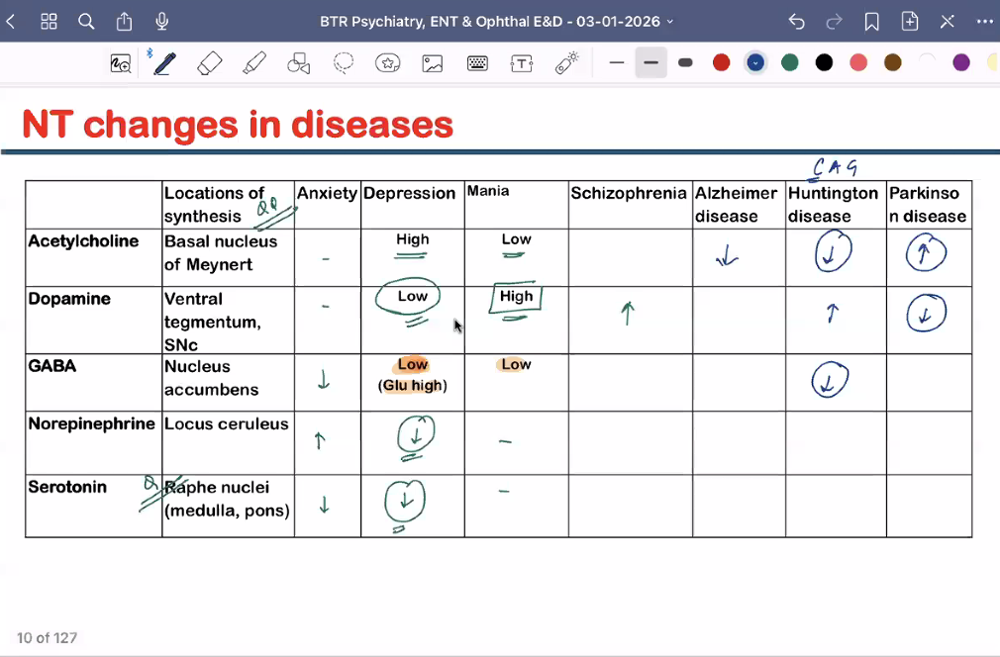 BTR Psychiatry, ENT & Ophthal E&D - 03-01-2026
NT changes in diseases
CAG
Locations of synthesis QQ Anxiety Depression Mania Schizophrenia Alzheimer disease Huntington disease Parkinso n disease
Acetylcholine Basal nucleus of Meynert - High Low ↓ ↓ ↑
Dopamine Ventral tegmentum, SNc - Low High ↑ ↑ ↓
GABA Nucleus accumbens ↓ Low (Glu high) Low ↓
Norepinephrine Locus ceruleus ↑ ↓ -
Serotonin Q Raphe nuclei (medulla, pons) ↓ ↓ -
10 of 127